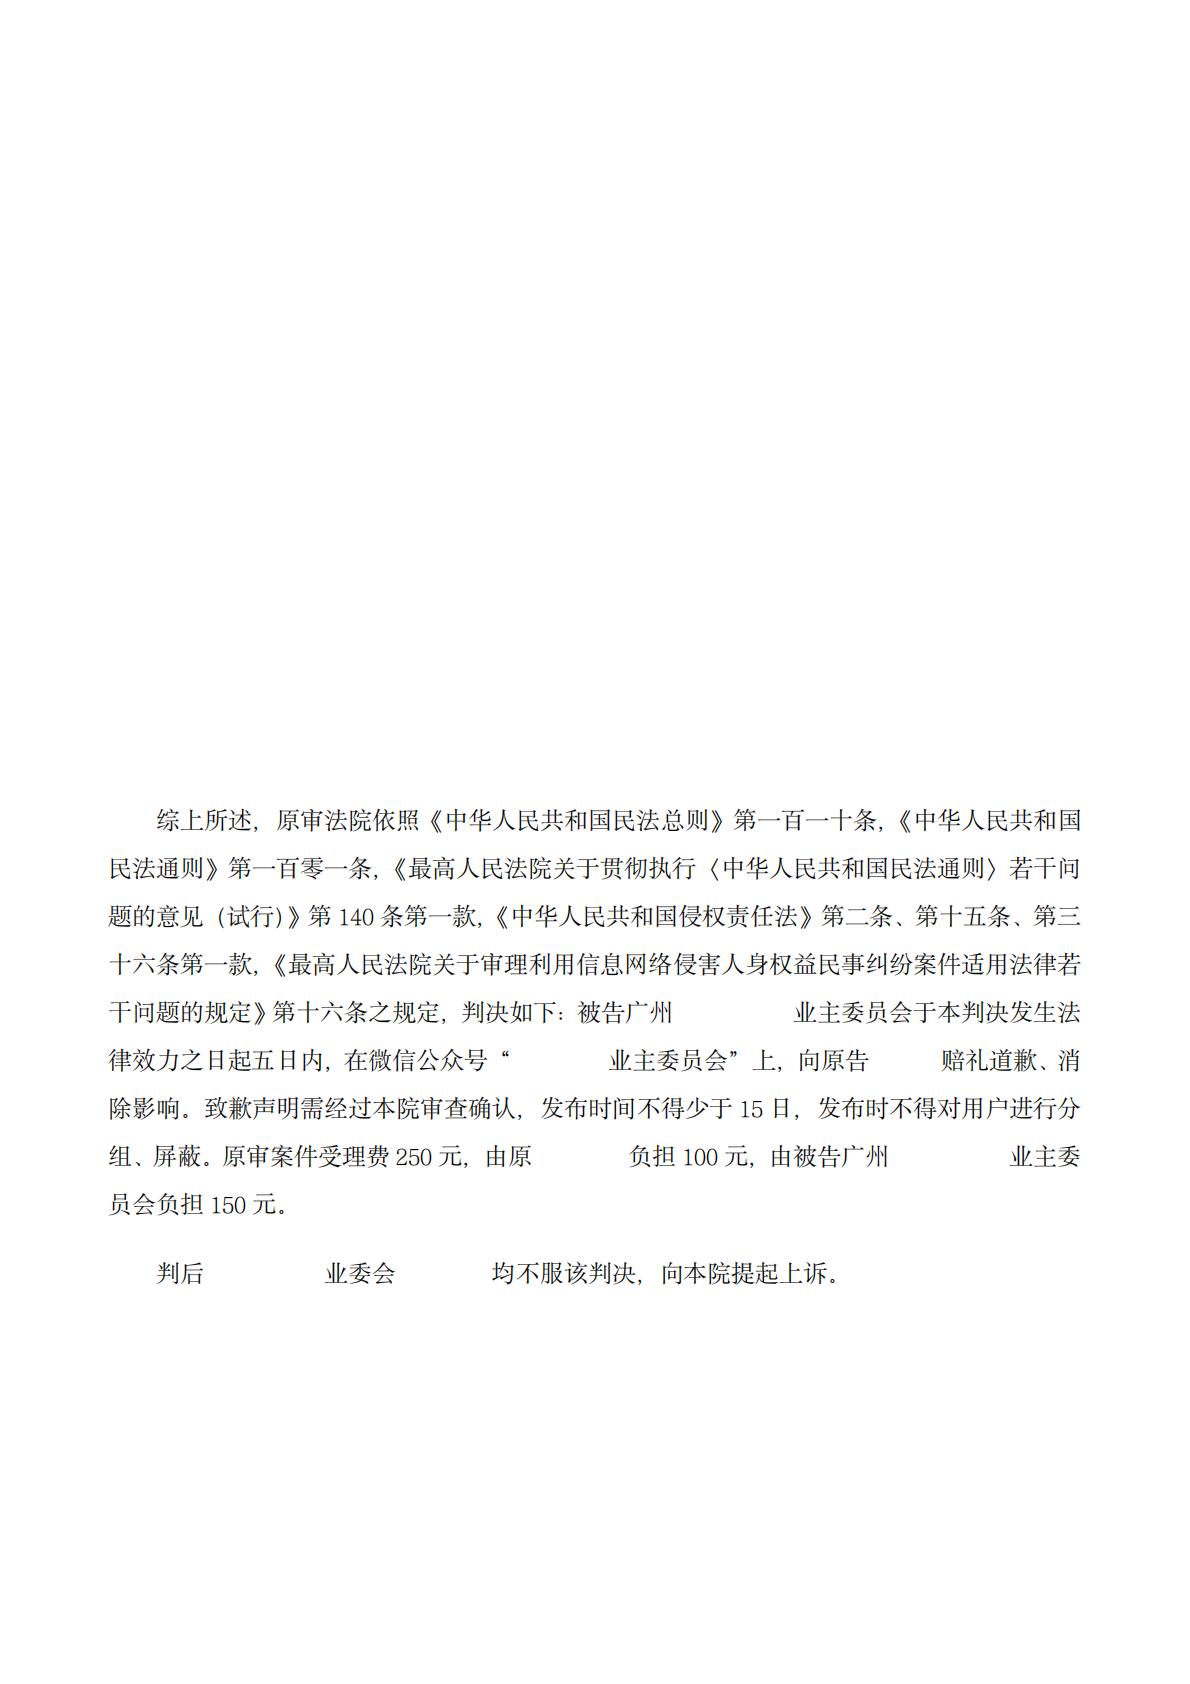 综上所述，原审法院依照《中华人民共和国民法总则》第一百一十条，《中华人民共和国
民法通则》第一百零一条，《最高人民法院关于贯彻执行〈中华人民共和国民法通则〉若干问
题的意见（试行）》第 140 条第一款，《中华人民共和国侵权责任法》第二条、第十五条、第三
十六条第一款，《最高人民法院关于审理利用信息网络侵害人身权益民事纠纷案件适用法律若
干问题的规定》第十六条之规定，判决如下：被告广州 业主委员会于本判决发生法
律效力之日起五日内，在微信公众号“ 业主委员会”上，向原告 赔礼道歉、消
除影响。致歉声明需经过本院审查确认，发布时间不得少于 15 日，发布时不得对用户进行分
组、屏蔽。原审案件受理费 250 元，由原 负担 100 元，由被告广州 业主委
员会负担 150 元。
判后 业委会 均不服该判决，向本院提起上诉。